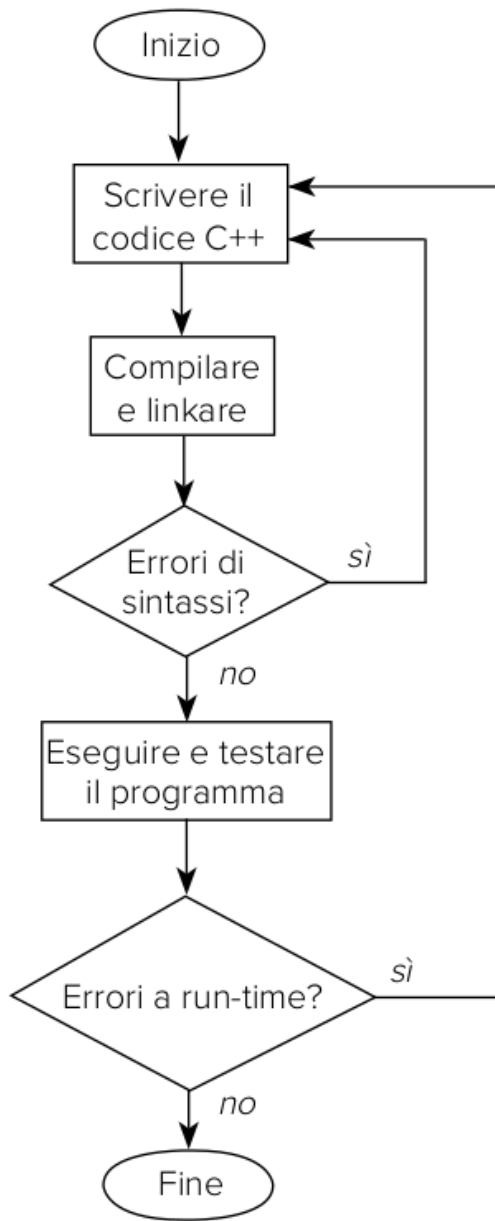 Inizio
Scrivere il
codice C++
Compilare
e linkare
Errori di
sintassi?
sì
no
Eseguire e testare
il programma
Errori a run-time?
sì
no
Fine